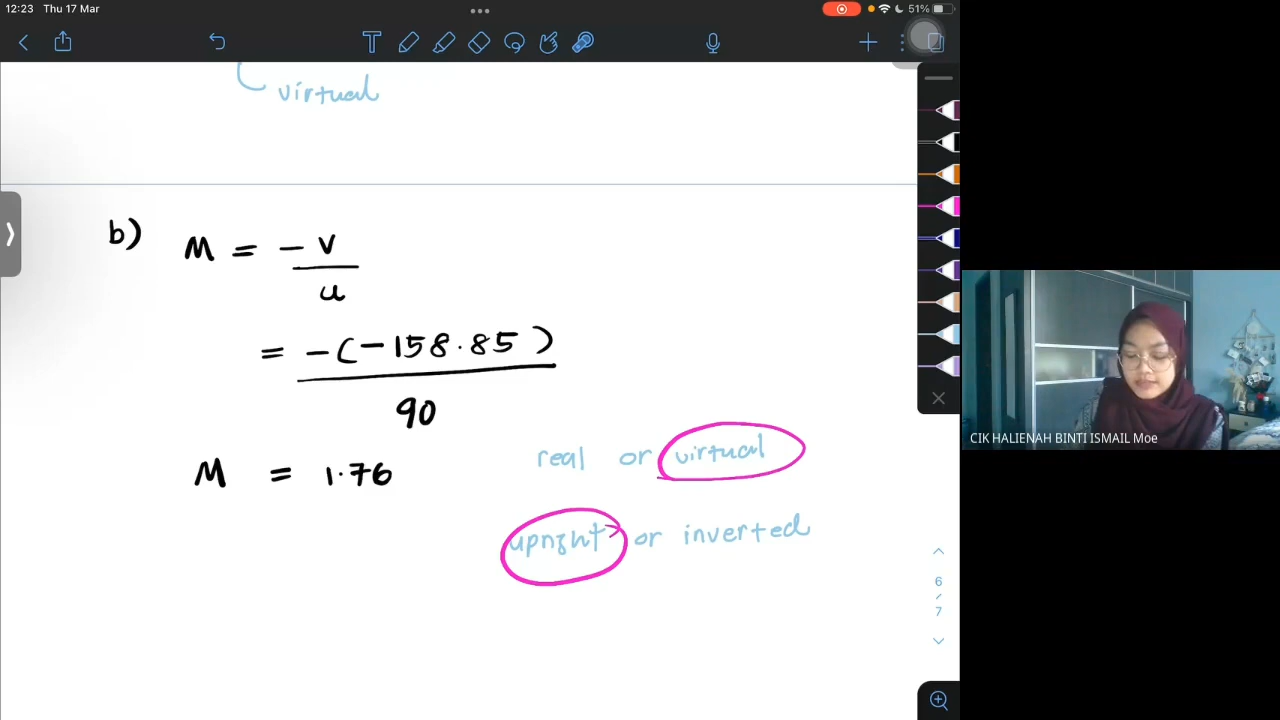 12:23 Thu 17 Mar
51%
T
virtual
b) M = - v
u
= - ( - 158.85 )
90
M = 1.76
real or virtual
upright or inverted
CIK HALIENAH BINTI ISMAIL Moe
6
/
7